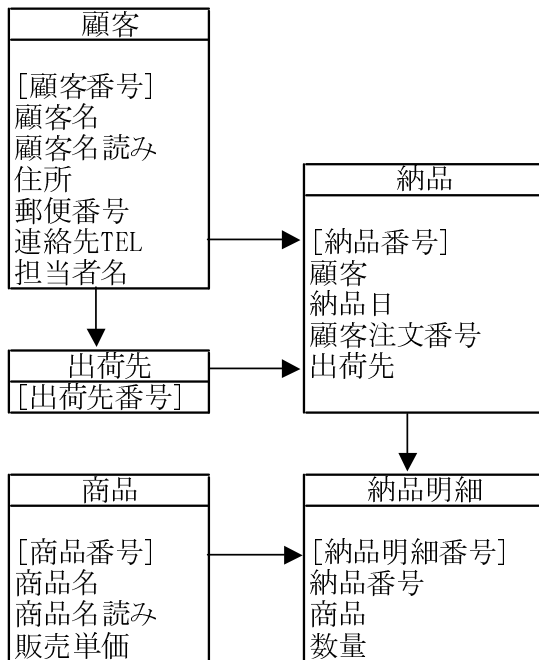 顧客
[顧客番号]
顧客名
顧客名読み
住所
郵便番号
連絡先TEL
担当者名
出荷先
[出荷先番号]
納品
[納品番号]
顧客
納品日
顧客注文番号
出荷先
商品
[商品番号]
商品名
商品名読み
販売単価
納品明細
[納品明細番号]
納品番号
商品
数量